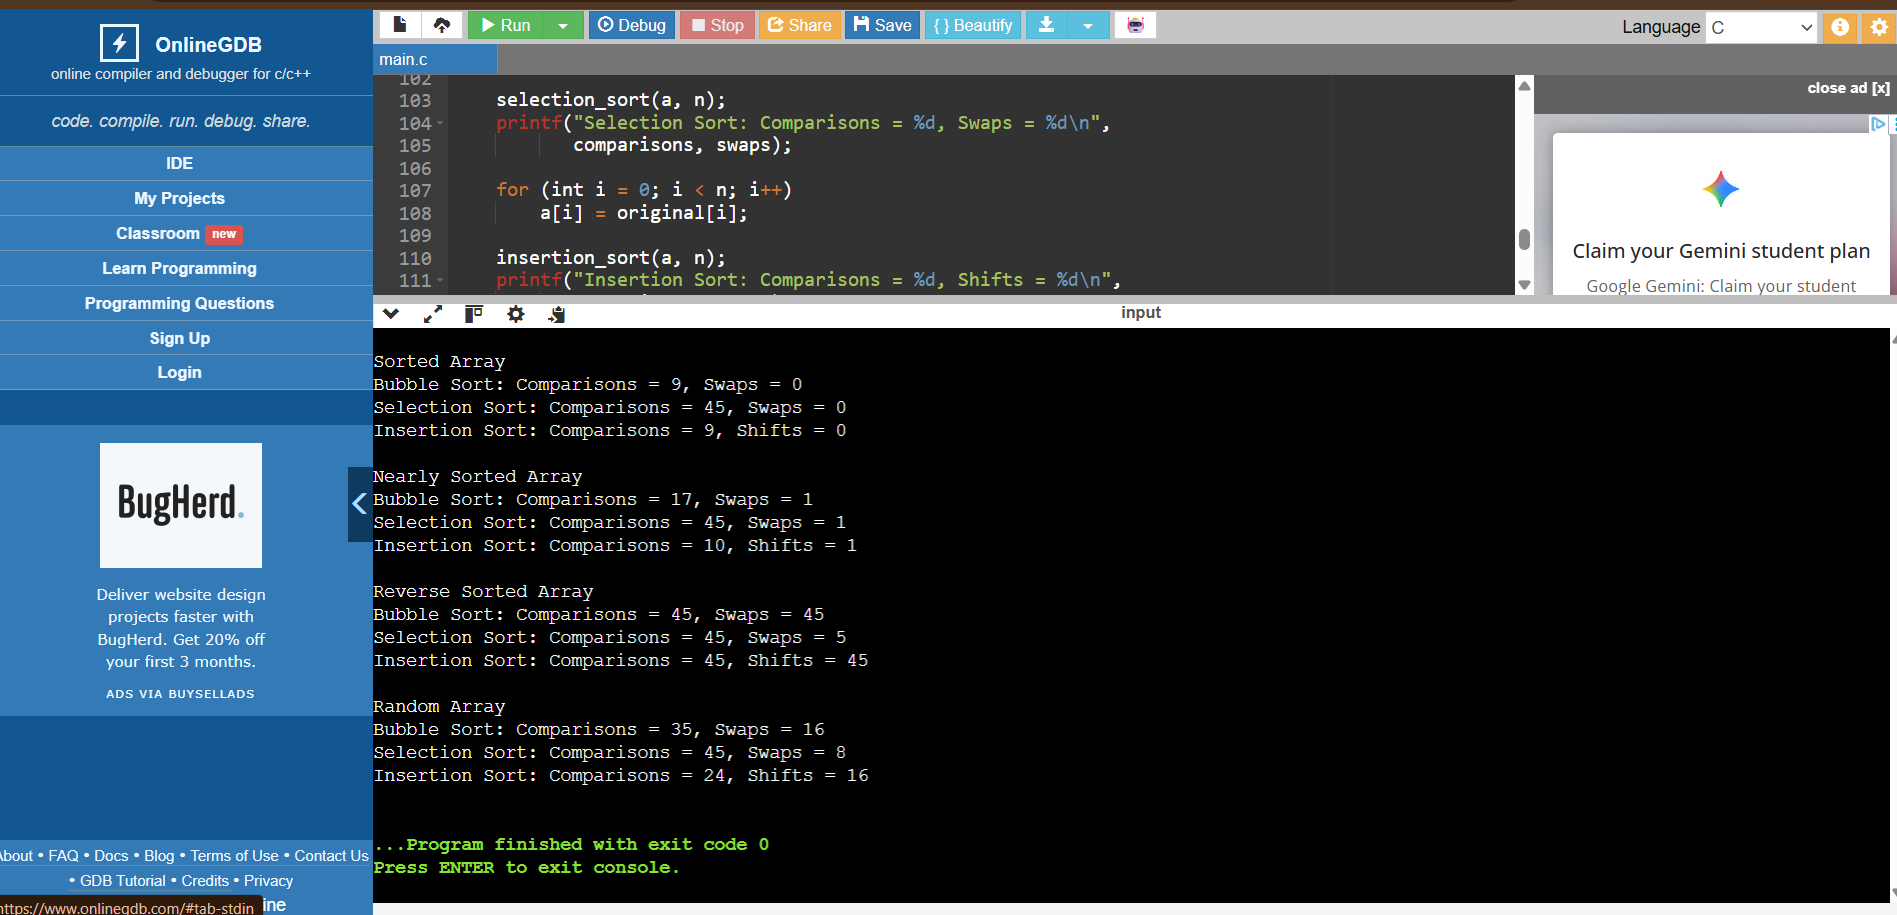 OnlineGDB
online compiler and debugger for c/c++
code. compile. run. debug. share.
IDE
My Projects
Classroom new
Learn Programming
Programming Questions
Sign Up
Login
BugHerd.
Deliver website design
projects faster with
BugHerd. Get 20% off
your first 3 months.
ADS VIA BUYSELLADS
About • FAQ • Docs • Blog • Terms of Use • Contact Us
• GDB Tutorial • Credits • Privacy
https://www.onlinegdb.com/#tab-stdin
Run Debug Stop Share Save { } Beautify
Language C
main.c
102
103 selection_sort(a, n);
104 printf("Selection Sort: Comparisons = %d, Swaps = %d\n",
105 comparisons, swaps);
106
107 for (int i = 0; i < n; i++)
108 a[i] = original[i];
109
110 insertion_sort(a, n);
111 printf("Insertion Sort: Comparisons = %d, Shifts = %d\n",
close ad [x]
Claim your Gemini student plan
Google Gemini: Claim your student
input
Sorted Array
Bubble Sort: Comparisons = 9, Swaps = 0
Selection Sort: Comparisons = 45, Swaps = 0
Insertion Sort: Comparisons = 9, Shifts = 0
Nearly Sorted Array
Bubble Sort: Comparisons = 17, Swaps = 1
Selection Sort: Comparisons = 45, Swaps = 1
Insertion Sort: Comparisons = 10, Shifts = 1
Reverse Sorted Array
Bubble Sort: Comparisons = 45, Swaps = 45
Selection Sort: Comparisons = 45, Swaps = 5
Insertion Sort: Comparisons = 45, Shifts = 45
Random Array
Bubble Sort: Comparisons = 35, Swaps = 16
Selection Sort: Comparisons = 45, Swaps = 8
Insertion Sort: Comparisons = 24, Shifts = 16
...Program finished with exit code 0
Press ENTER to exit console.